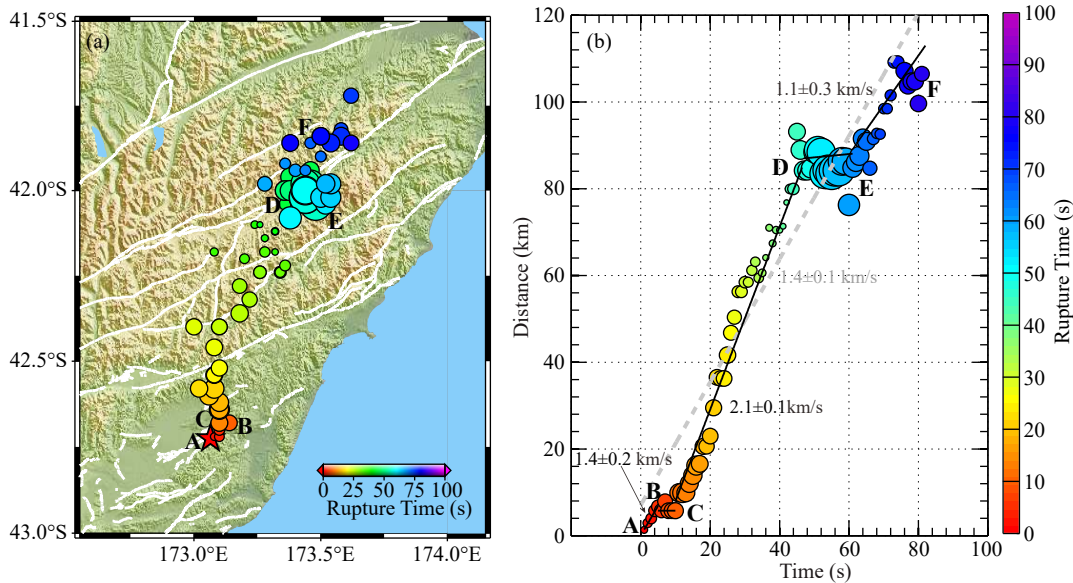 (a)
41.5°S
42.0°S
42.5°S
43.0°S
173.0°E
173.5°E
174.0°E
F
D
E
C
B
A
0
25
50
75
100
Rupture Time (s)
(b)
120
100
80
60
40
20
0
Distance (km)
0
20
40
60
80
100
Time (s)
1.1±0.3 km/s
F
D
E
1.4±0.1 km/s
2.1±0.1km/s
1.4±0.2 km/s
B
C
A
100
90
80
70
60
50
40
30
20
10
0
Rupture Time (s)